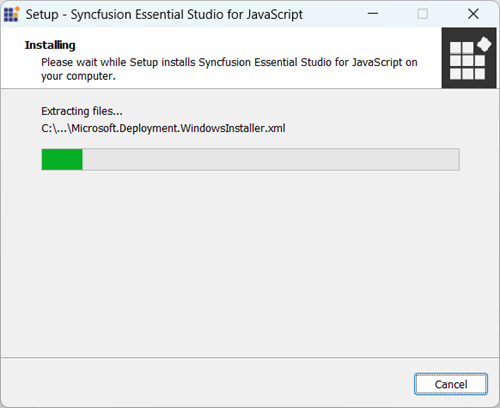 Setup - Syncfusion Essential Studio for JavaScript
Installing
Please wait while Setup installs Syncfusion Essential Studio for JavaScript on
your computer.
Extracting files...
C:\...\Microsoft.Deployment.WindowsInstaller.xml
Cancel